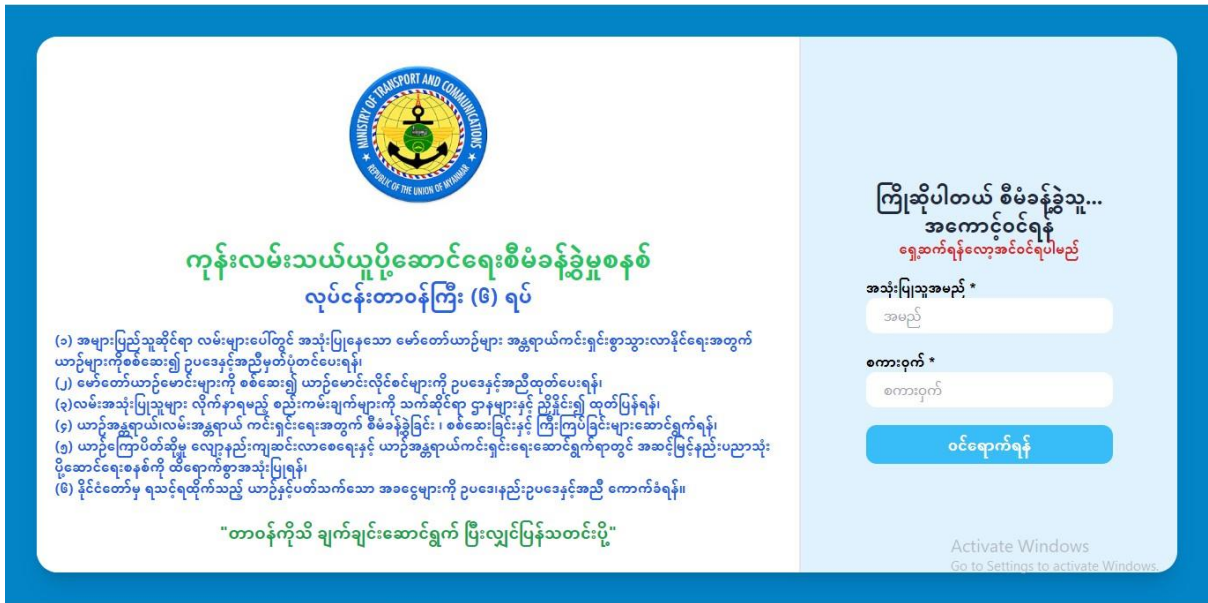 MINISTRY OF TRANSPORT AND COMMUNICATIONS
REPUBLIC OF THE UNION OF MYANMAR
ကုန်းလမ်းသယ်ယူပို့ဆောင်ရေးစီမံခန့်ခွဲမှုစနစ်
လုပ်ငန်းတာဝန်ကြီး (၆) ရပ်
(၁) အများပြည်သူဆိုင်ရာ လမ်းများပေါ်တွင် အသုံးပြုနေသော မော်တော်ယာဉ်များ အန္တရာယ်ကင်းရှင်းစွာသွားလာနိုင်ရေးအတွက်
ယာဉ်များကိုစစ်ဆေး၍ ဥပဒေနှင့်အညီမှတ်ပုံတင်ပေးရန်၊
(၂) မော်တော်ယာဉ်မောင်းများကို စစ်ဆေး၍ ယာဉ်မောင်းလိုင်စင်များကို ဥပဒေနှင့်အညီထုတ်ပေးရန်၊
(၃)လမ်းအသုံးပြုသူများ လိုက်နာရမည့် စည်းကမ်းချက်များကို သက်ဆိုင်ရာ ဌာနများနှင့် ညှိနှိုင်း၍ ထုတ်ပြန်ရန်၊
(၄) ယာဉ်အန္တရာယ်၊လမ်းအန္တရာယ် ကင်းရှင်းရေးအတွက် စီမံခန့်ခွဲခြင်း ၊ စစ်ဆေးခြင်းနှင့် ကြီးကြပ်ခြင်းများဆောင်ရွက်ရန်၊
(၅) ယာဉ်ကြောပိတ်ဆို့မှု လျော့နည်းကျဆင်းလာစေရေးနှင့် ယာဉ်အန္တရာယ်ကင်းရှင်းရေးဆောင်ရွက်ရာတွင် အဆင့်မြင့်နည်းပညာသုံး
ပို့ဆောင်ရေးစနစ်ကို ထိရောက်စွာအသုံးပြုရန်၊
(၆) နိုင်ငံတော်မှ ရသင့်ရထိုက်သည့် ယာဉ်နှင့်ပတ်သက်သော အခငွေများကို ဥပဒေ၊နည်းဥပဒေနှင့်အညီ ကောက်ခံရန်။
"တာဝန်ကိုသိ ချက်ချင်းဆောင်ရွက် ပြီးလျှင်ပြန်သတင်းပို့"
ကြိုဆိုပါတယ် စီမံခန့်ခွဲသူ...
အကောင့်ဝင်ရန်
ရှေ့ဆက်ရန်လော့အင်ဝင်ရပါမည်
အသုံးပြုသူအမည် *
အမည်
စကားဝှက် *
စကားဝှက်
ဝင်ရောက်ရန်
Activate Windows
Go to Settings to activate Windows.